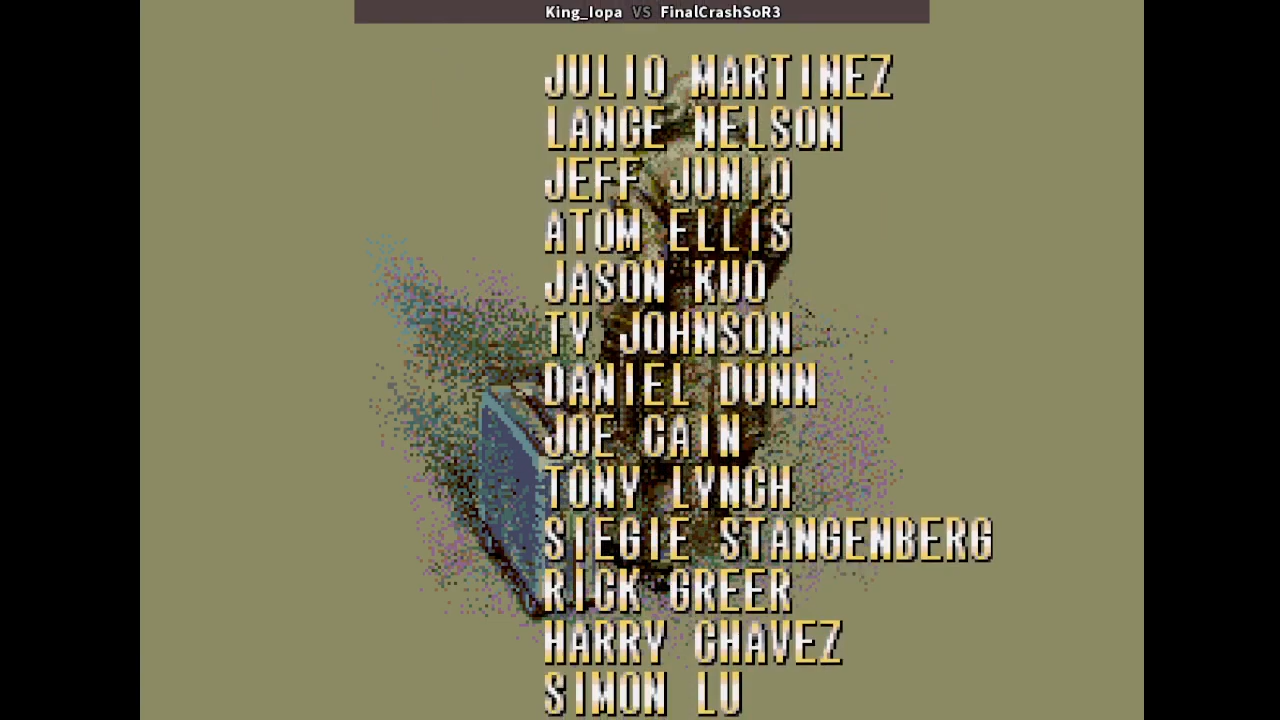 King_Iopa VS FinalCrashSoR3
JULIO MARTINEZ
LANCE NELSON
JEFF JUNIO
ATOM ELLIS
JASON KUO
TY JOHNSON
DANIEL DUNN
JOE CAIN
TONY LYNCH
SIEGIE STANGENBERG
RICK GREER
HARRY CHAVEZ
SIMON LU